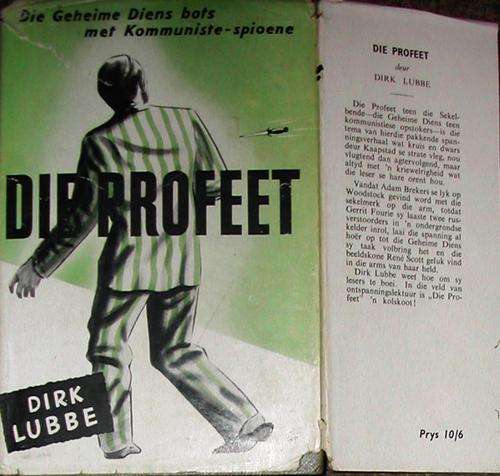 Die Geheime Diens bots
met Kommuniste-spioene
DIE PROFEET
DIRK
LUBBE
DIE PROFEET
deur
DIRK LUBBE
Die Profeet teen die Sekel-
bende—die Geheime Diens teen
kommunistiese opstokers—is die
tema van hierdie pakkende span-
ningsverhaal wat kruis en dwars
deur Kaapstad se strate vleg, nou
vlugtend dan agtervolgend, maar
altyd met 'n kriewelrigheid wat
die leser se hare orent hou.
Vandat Adam Brekers se lyk op
Woodstock gevind word met die
sekelmerk op die arm, totdat
Gerrit Fourie sy laaste twee rus-
verstoorders in 'n ondergrondse
kelder inrol, laai die spanning al
hoër op tot die Geheime Diens
sy taak volbring het en die
beeldskone René Scott geluk vind
in die arms van haar held.
Dirk Lubbe weet hoe om sy
lesers te boei. In die veld van
ontspanningslektuur is „Die Pro-
feet" 'n kolskoot!
Prys 10/6